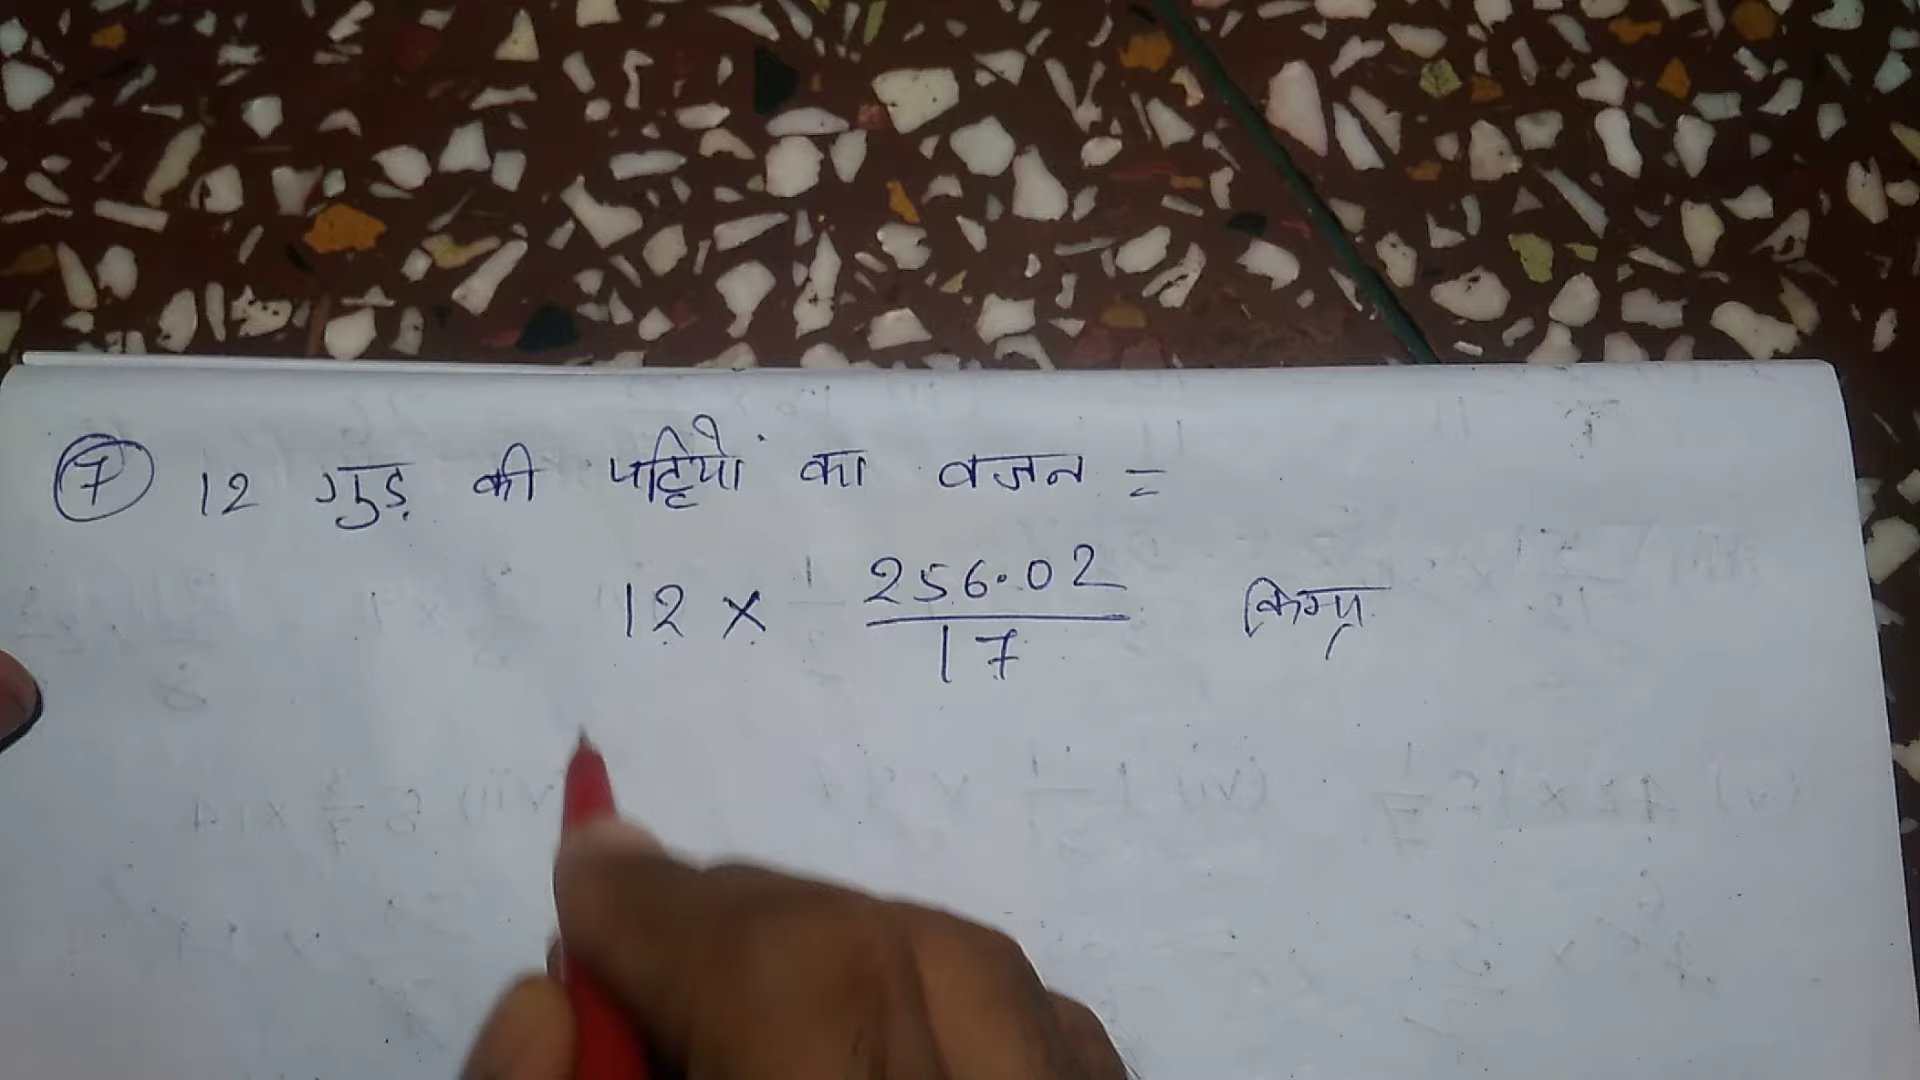 7 12 गुड़ की पट्टियों का वजन =
12 × 256.02/17 किग्रा